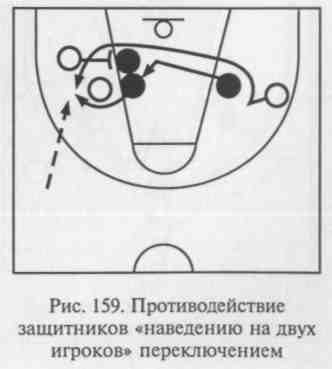 Рис. 159. Противодействие
защитников «наведению на двух
игроков» переключением